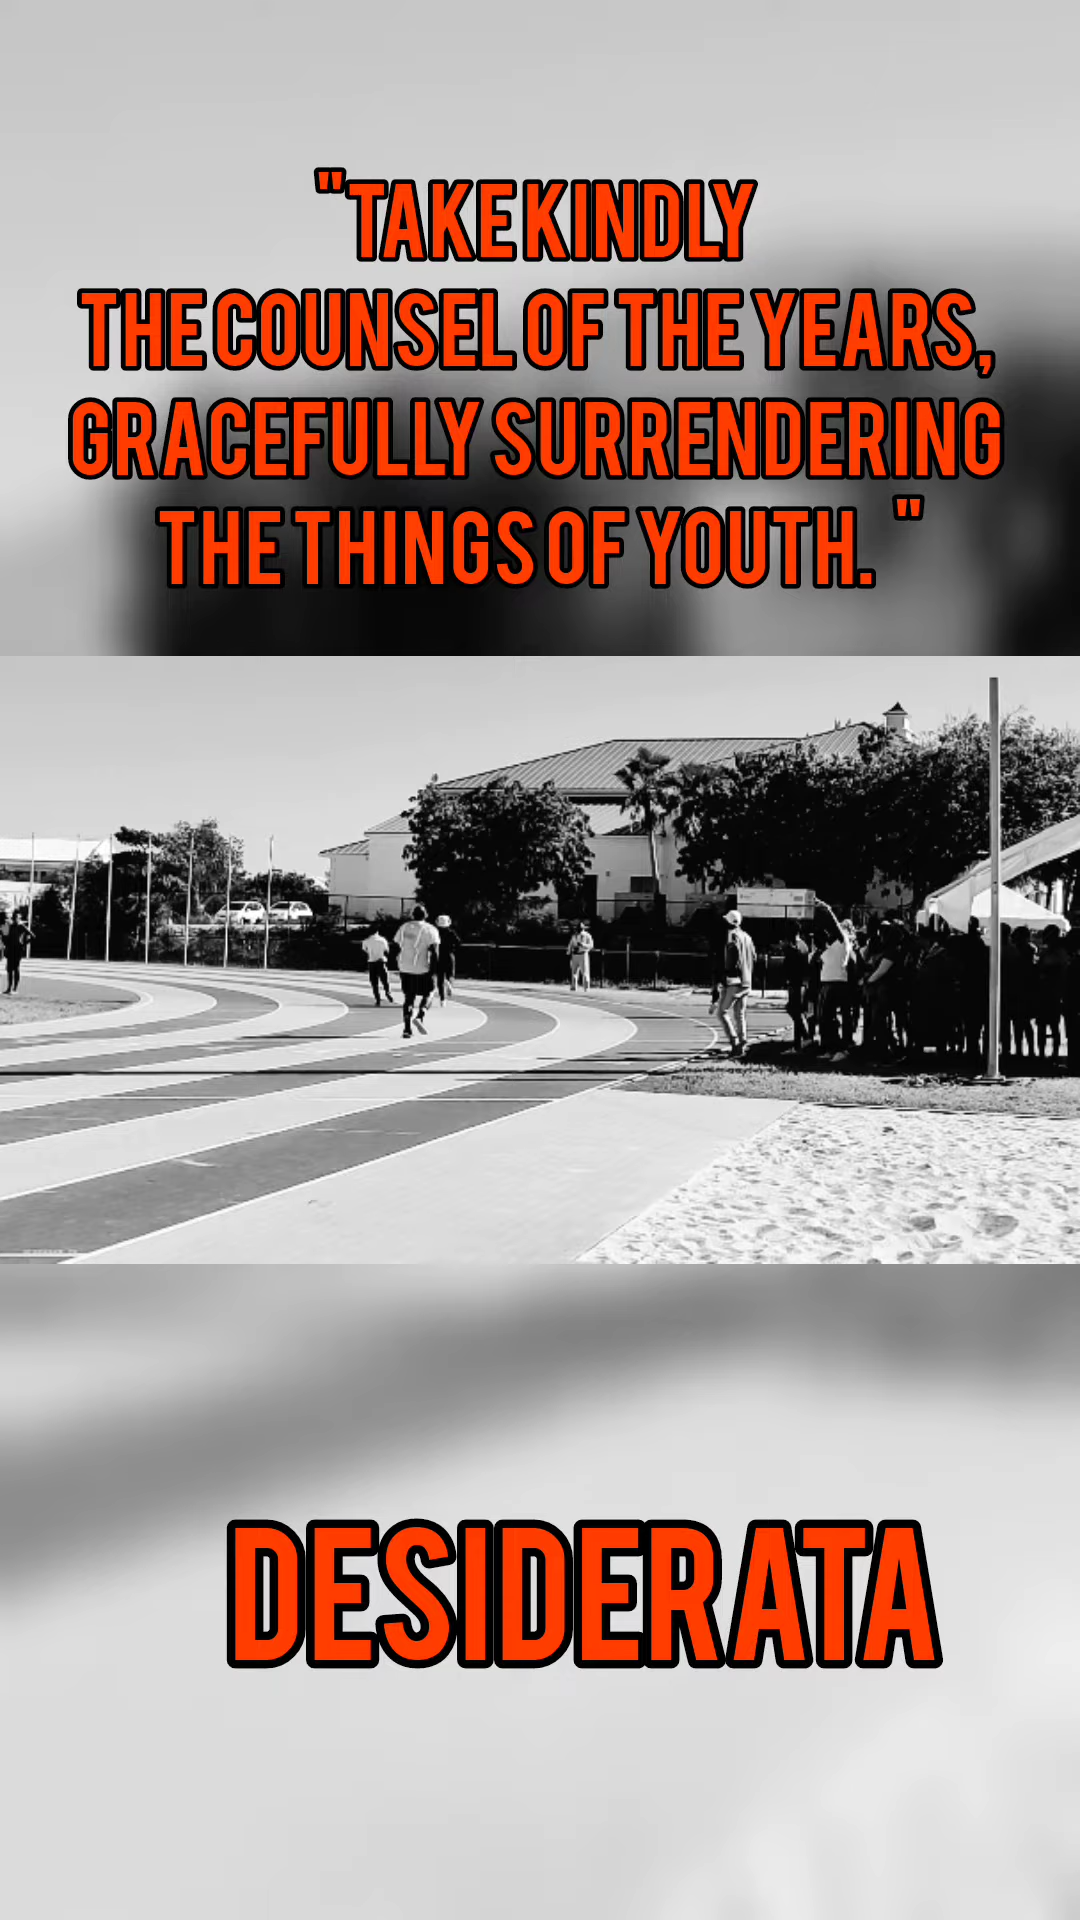 "TAKE KINDLY
THE COUNSEL OF THE YEARS,
GRACEFULLY SURRENDERING
THE THINGS OF YOUTH. "
DESIDERATA